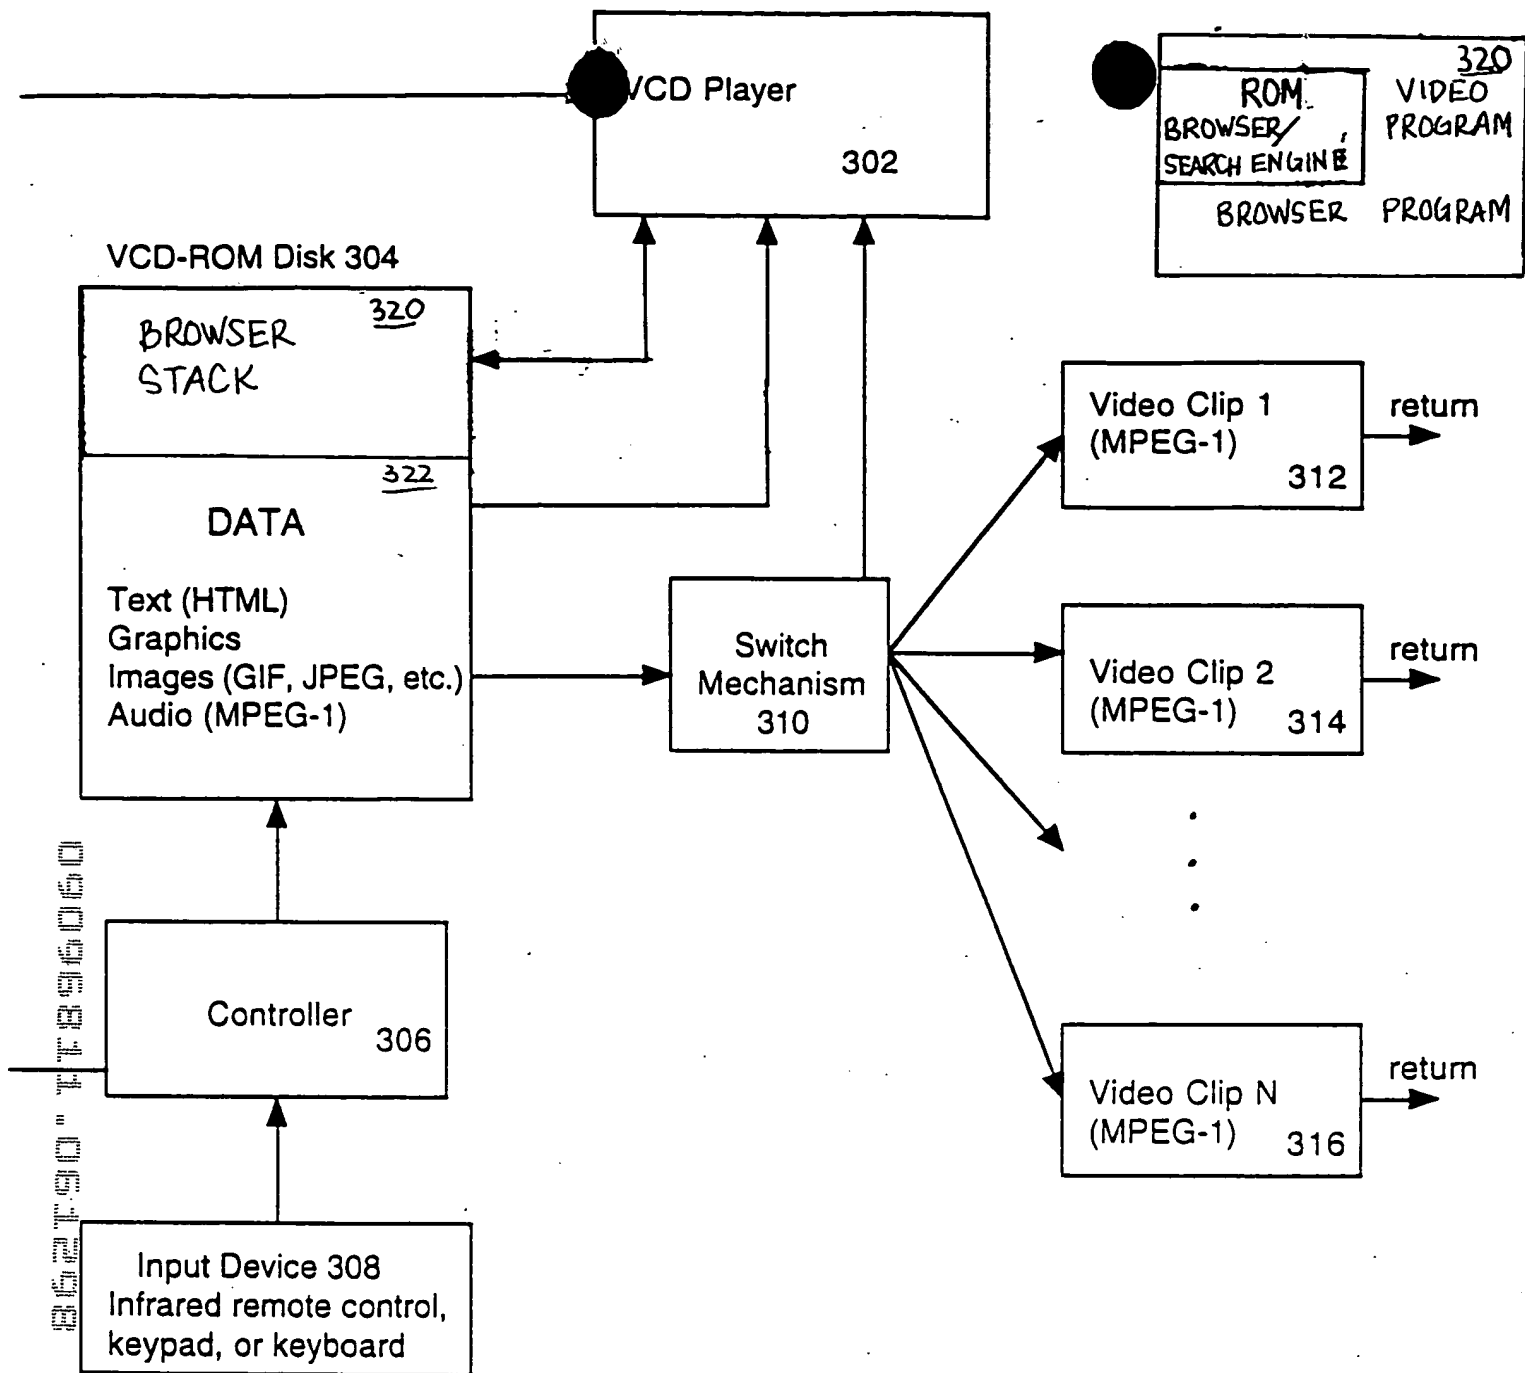 VCD Player
302
320
ROM
BROWSER/
SEARCH ENGINE
VIDEO
PROGRAM
BROWSER PROGRAM
VCD-ROM Disk 304
320
BROWSER
STACK
322
DATA
Text (HTML)
Graphics
Images (GIF, JPEG, etc.)
Audio (MPEG-1)
Switch
Mechanism
310
Video Clip 1
(MPEG-1)
312
return
Video Clip 2
(MPEG-1)
314
return
Video Clip N
(MPEG-1)
316
return
Controller
306
Input Device 308
Infrared remote control,
keypad, or keyboard